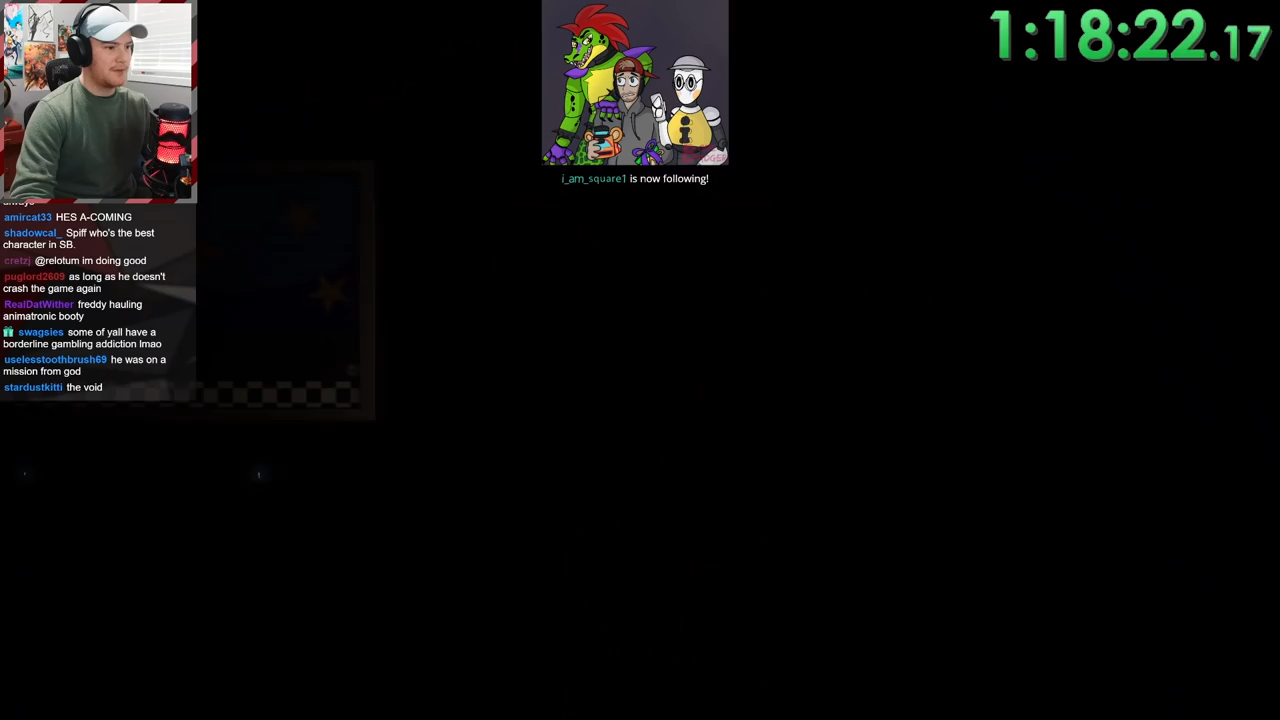 1:18:22.17
i_am_square1 is now following!
always
amircat33 HES A-COMING
shadowcal_ Spiff who's the best
character in SB.
cretzj @relotum im doing good
puglord2609 as long as he doesn't
crash the game again
RealDatWither freddy hauling
animatronic booty
swagsies some of yall have a
borderline gambling addiction lmao
uselesstoothbrush69 he was on a
mission from god
stardustkitti the void